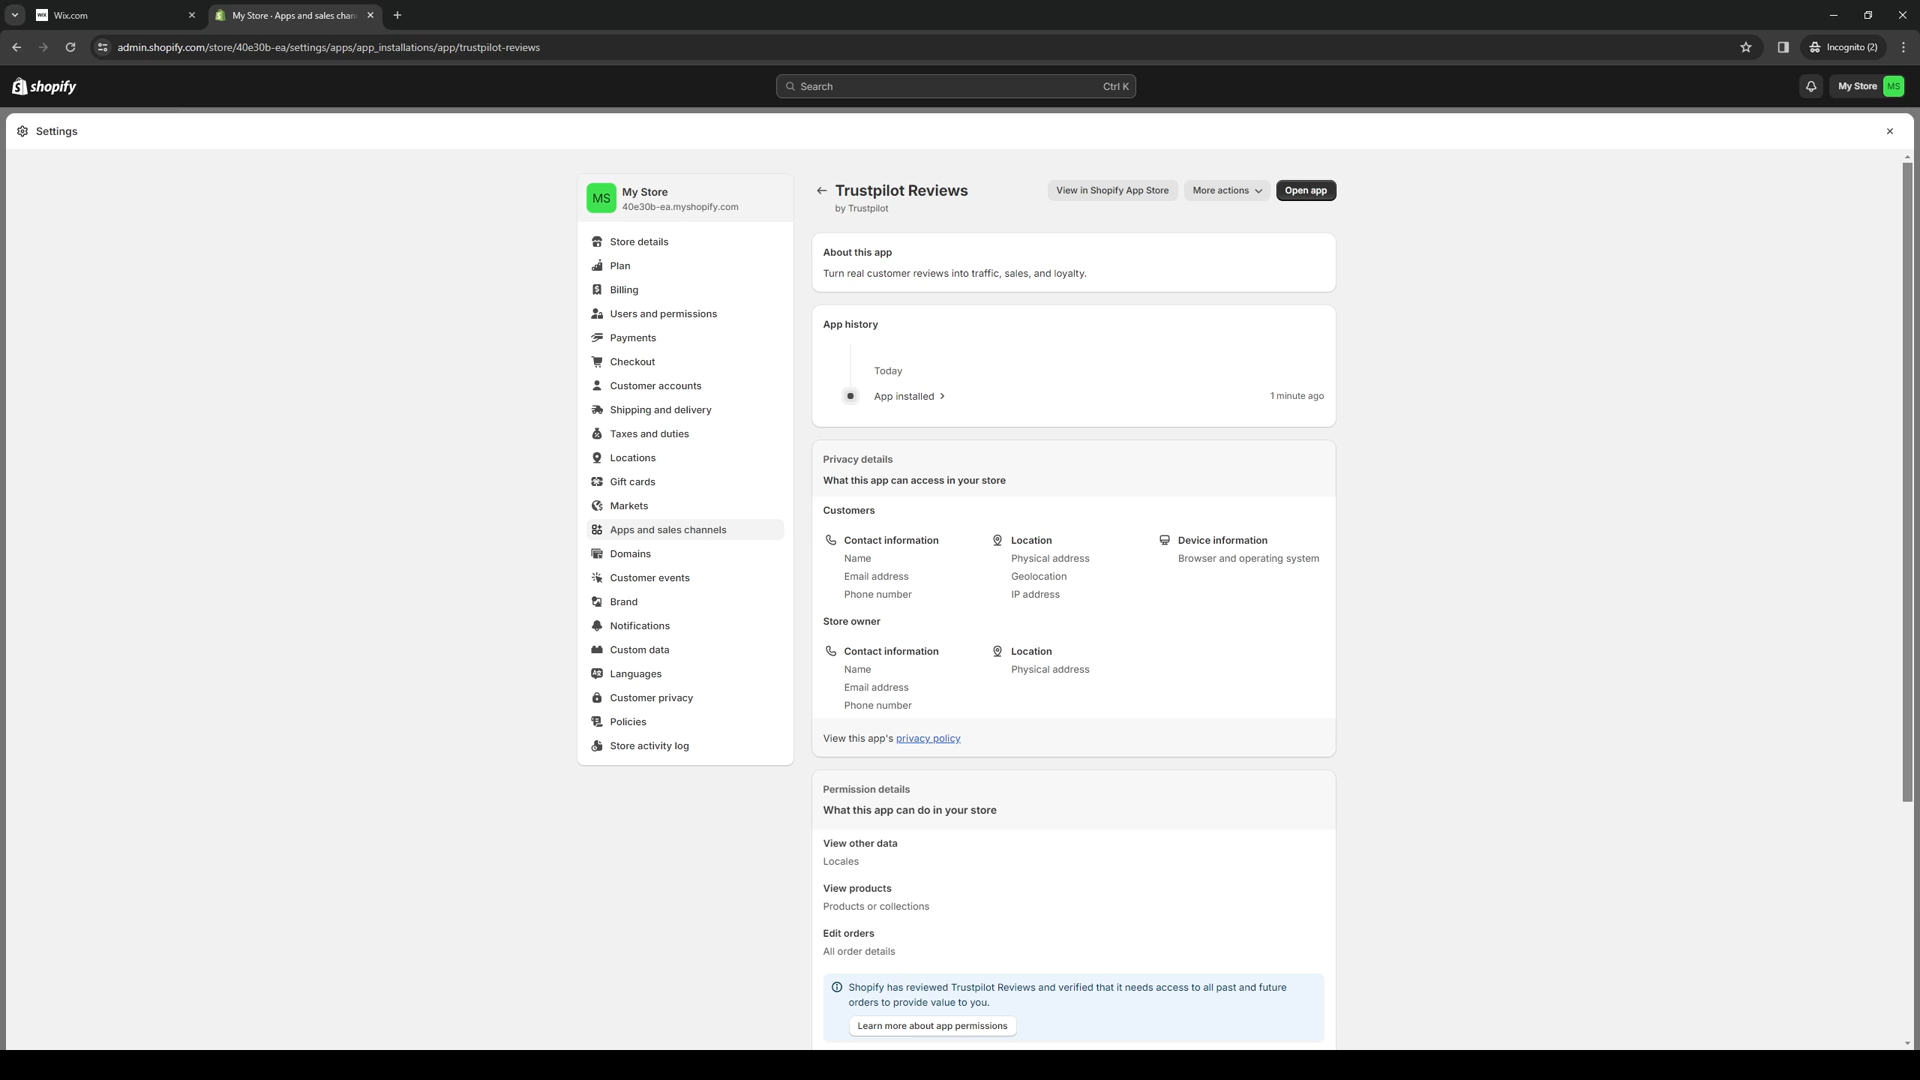 WIX Wix.com
My Store · Apps and sales chan
admin.shopify.com/store/40e30b-ea/settings/apps/app_installations/app/trustpilot-reviews
Incognito (2)
shopify
Search
Ctrl K
My Store
MS
Settings
MS
My Store
40e30b-ea.myshopify.com
Store details
Plan
Billing
Users and permissions
Payments
Checkout
Customer accounts
Shipping and delivery
Taxes and duties
Locations
Gift cards
Markets
Apps and sales channels
Domains
Customer events
Brand
Notifications
Custom data
Languages
Customer privacy
Policies
Store activity log
Trustpilot Reviews
by Trustpilot
View in Shopify App Store
More actions
Open app
About this app
Turn real customer reviews into traffic, sales, and loyalty.
App history
Today
App installed
1 minute ago
Privacy details
What this app can access in your store
Customers
Contact information
Name
Email address
Phone number
Location
Physical address
Geolocation
IP address
Device information
Browser and operating system
Store owner
Contact information
Name
Email address
Phone number
Location
Physical address
View this app's privacy policy
Permission details
What this app can do in your store
View other data
Locales
View products
Products or collections
Edit orders
All order details
Shopify has reviewed Trustpilot Reviews and verified that it needs access to all past and future
orders to provide value to you.
Learn more about app permissions